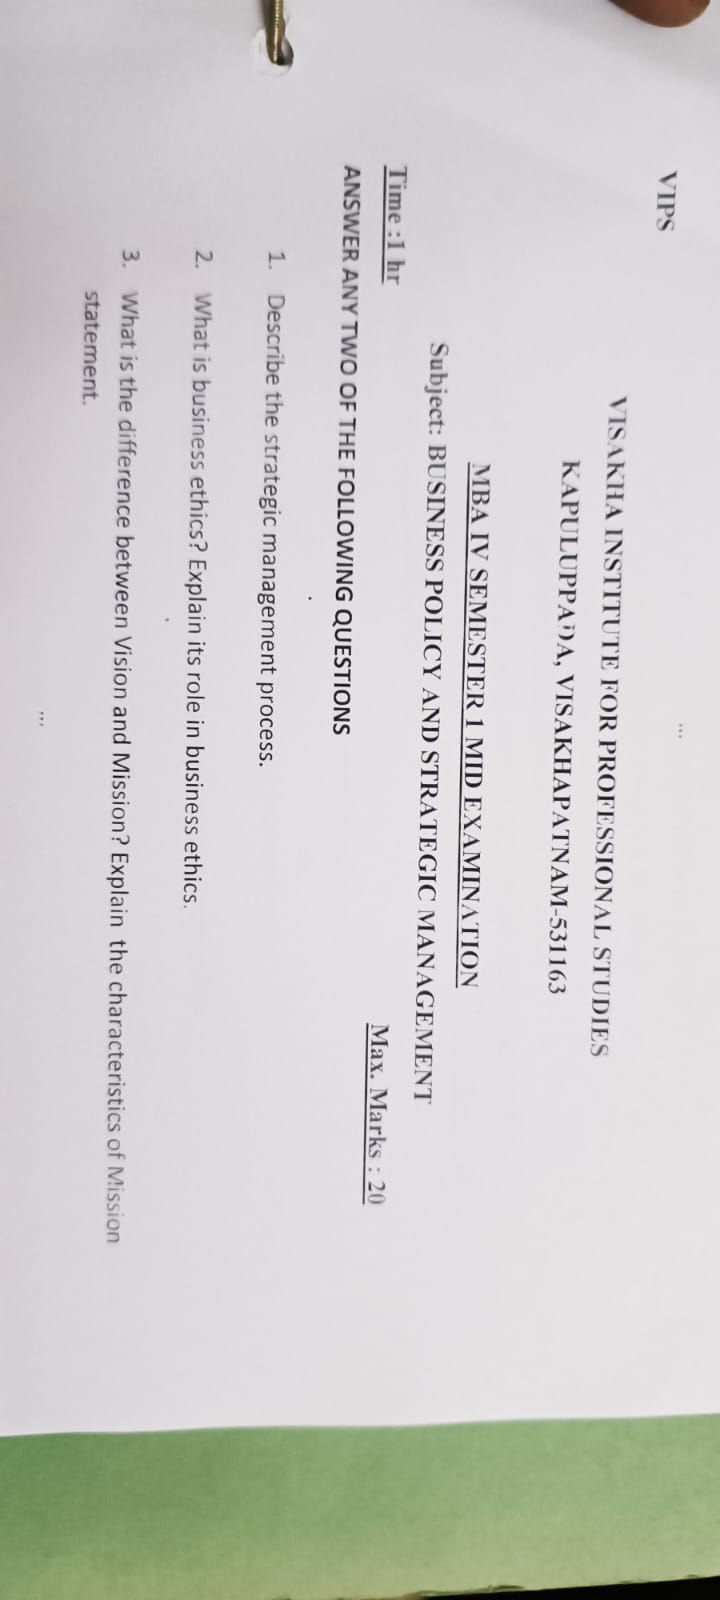 ...
VIPS
VISAKHA INSTITUTE FOR PROFESSIONAL STUDIES
KAPULUPPADA, VISAKHAPATNAM-531163
MBA IV SEMESTER 1 MID EXAMINATION
Subject: BUSINESS POLICY AND STRATEGIC MANAGEMENT
Time :1 hr
Max. Marks : 20
ANSWER ANY TWO OF THE FOLLOWING QUESTIONS
1. Describe the strategic management process.
2. What is business ethics? Explain its role in business ethics.
3. What is the difference between Vision and Mission? Explain the characteristics of Mission
statement.
...